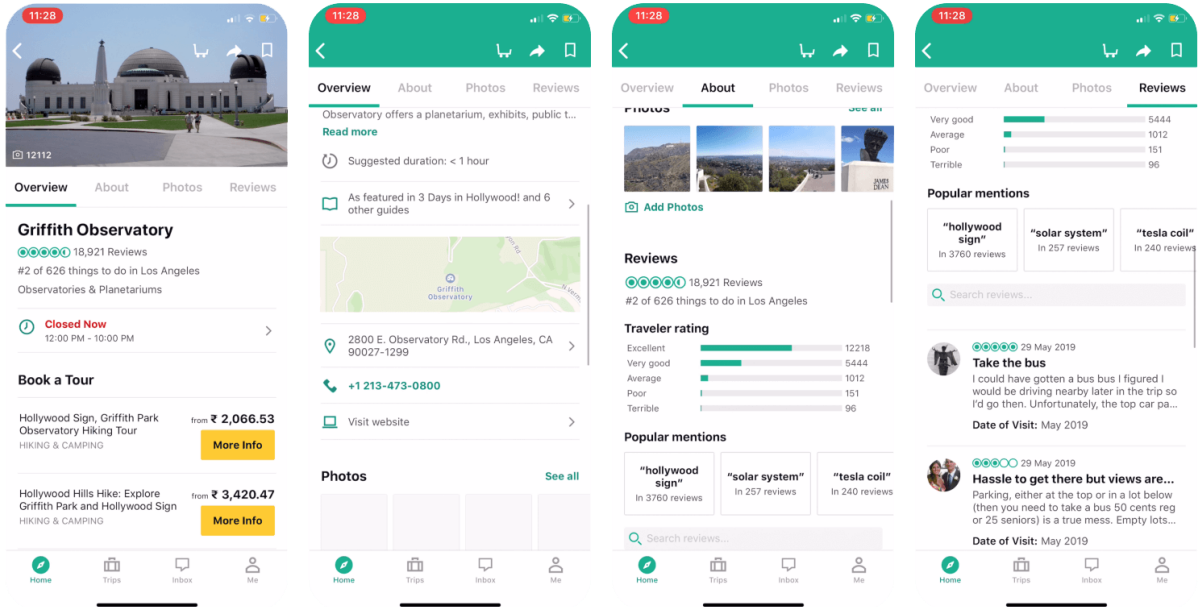 11:28
12112
Overview
About
Photos
Reviews
Griffith Observatory
18,921 Reviews
#2 of 626 things to do in Los Angeles
Observatories & Planetariums
Closed Now
12:00 PM - 10:00 PM
Book a Tour
Hollywood Sign, Griffith Park
Observatory Hiking Tour
HIKING & CAMPING
from ₹ 2,066.53
More Info
Hollywood Hills Hike: Explore
Griffith Park and Hollywood Sign
HIKING & CAMPING
from ₹ 3,420.47
More Info
Home
Trips
Inbox
Me
11:28
Overview
About
Photos
Reviews
Observatory offers a planetarium, exhibits, public t...
Read more
Suggested duration: < 1 hour
As featured in 3 Days in Hollywood! and 6
other guides
Griffith
Observatory
2800 E. Observatory Rd., Los Angeles, CA
90027-1299
+1 213-473-0800
Visit website
Photos
See all
Home
Trips
Inbox
Me
11:28
Overview
About
Photos
Reviews
Photos
See all
JAMES
DEAN
Add Photos
Reviews
18,921 Reviews
#2 of 626 things to do in Los Angeles
Traveler rating
Excellent 12218
Very good 5444
Average 1012
Poor 151
Terrible 96
Popular mentions
“hollywood
sign”
In 3760 reviews
“solar system”
In 257 reviews
“tesla coil”
In 240 reviews
Search reviews...
Home
Trips
Inbox
Me
11:28
Overview
About
Photos
Reviews
Very good 5444
Average 1012
Poor 151
Terrible 96
Popular mentions
“hollywood
sign”
In 3760 reviews
“solar system”
In 257 reviews
“tesla coil”
In 240 reviews
Search reviews...
29 May 2019
Take the bus
I could have gotten a bus bus I figured I
would be driving nearby later in the trip so
I'd go then. Unfortunately, the top car pa...
Date of Visit: May 2019
29 May 2019
Hassle to get there but views are...
Parking, either at the top or in a lot below
(then you need to take a bus 50 cents reg
or 25 seniors) is a true mess. Empty lots...
Date of Visit: May 2019
Home
Trips
Inbox
Me